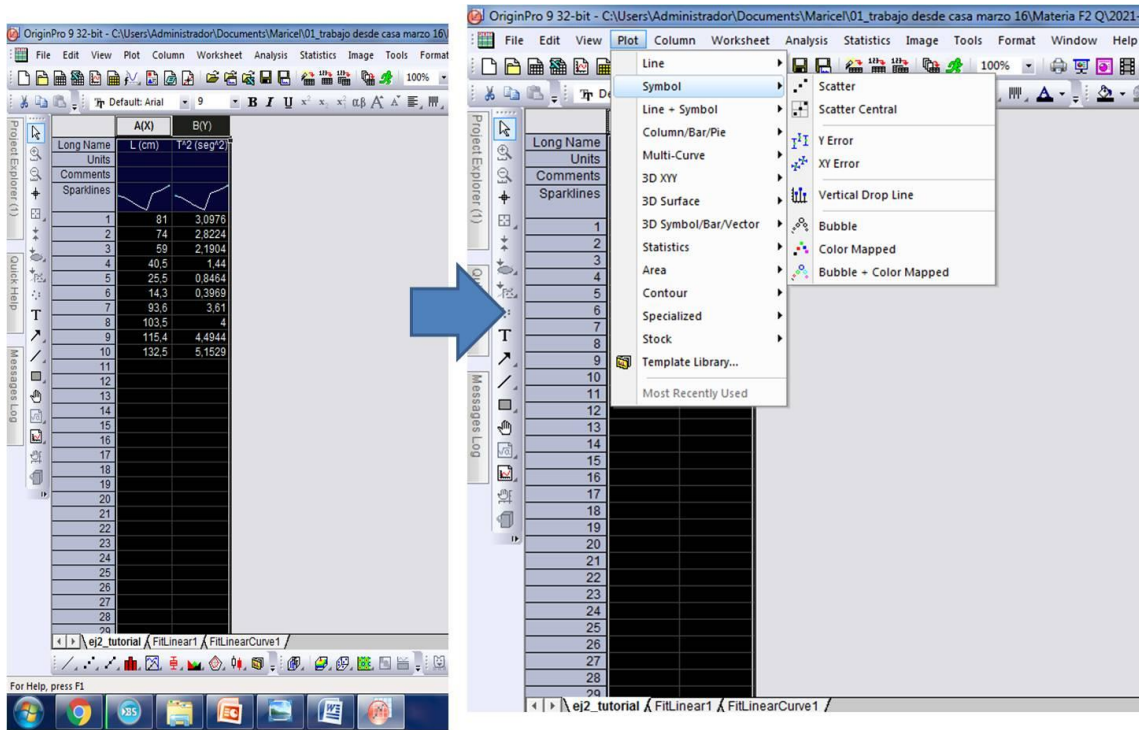 OriginPro 9 32-bit - C:\Users\Administrador\Documents\Maricel\01_trabajo desde casa marzo 16\
File Edit View Plot Column Worksheet Analysis Statistics Image Tools Format
100%
Default: Arial 9 B I U x² x₂ αβ A A
Project Explorer (1)
Quick Help
Messages Log
A(X) B(Y)
Long Name L (cm) T^2 (seg^2)
Units
Comments
Sparklines
1 81 3,0976
2 74 2,8224
3 59 2,1904
4 40,5 1,44
5 25,5 0,8464
6 14,3 0,3969
7 93,6 3,61
8 103,5 4
9 115,4 4,4944
10 132,5 5,1529
11
12
13
14
15
16
17
18
19
20
21
22
23
24
25
26
27
28
29
ej2_tutorial FitLinear1 FitLinearCurve1
For Help, press F1
OriginPro 9 32-bit - C:\Users\Administrador\Documents\Maricel\01_trabajo desde casa marzo 16\Materia F2 Q\2021-
File Edit View Plot Column Worksheet Analysis Statistics Image Tools Format Window Help
100%
Line
Symbol
Line + Symbol
Column/Bar/Pie
Multi-Curve
3D XYY
3D Surface
3D Symbol/Bar/Vector
Statistics
Area
Contour
Specialized
Stock
Template Library...
Most Recently Used
Scatter
Scatter Central
Y Error
XY Error
Vertical Drop Line
Bubble
Color Mapped
Bubble + Color Mapped
Project Explorer (1)
Messages Log
Long Name
Units
Comments
Sparklines
1
2
3
4
5
6
7
8
9
10
11
12
13
14
15
16
17
18
19
20
21
22
23
24
25
26
27
28
29
ej2_tutorial FitLinear1 FitLinearCurve1